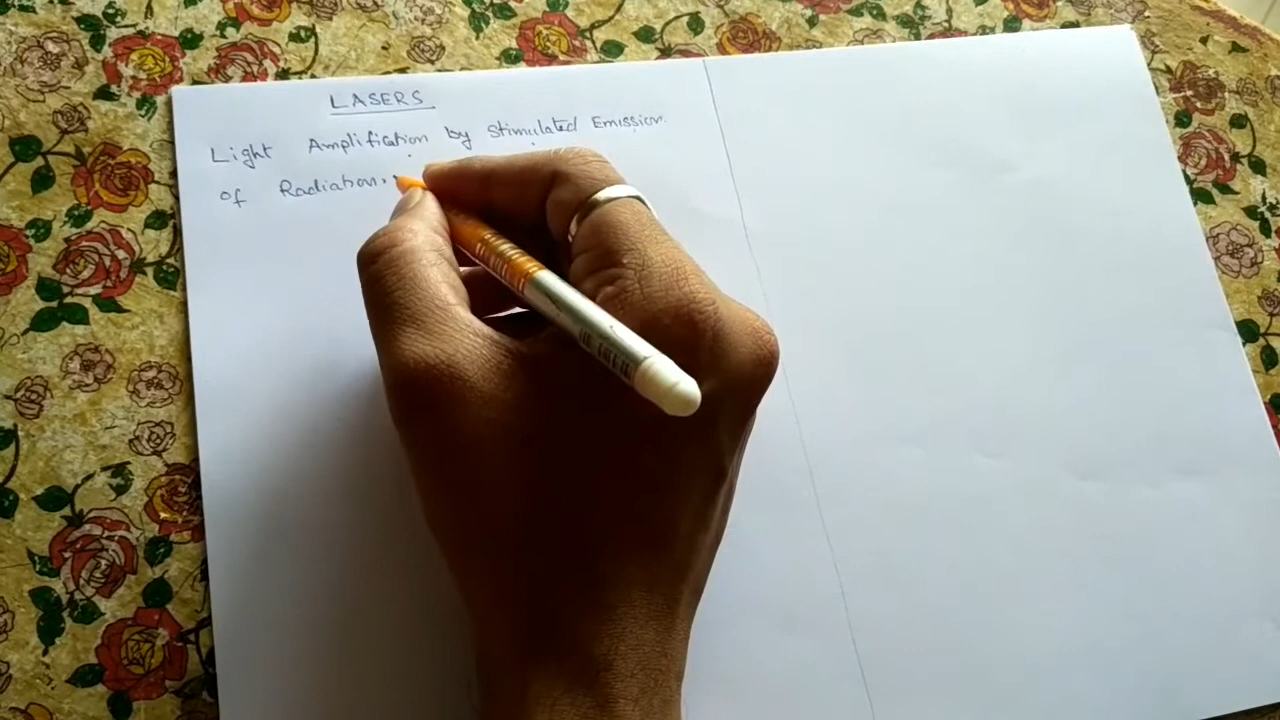 LASERS
Light Amplification by Stimulated Emission.
of Radiation.